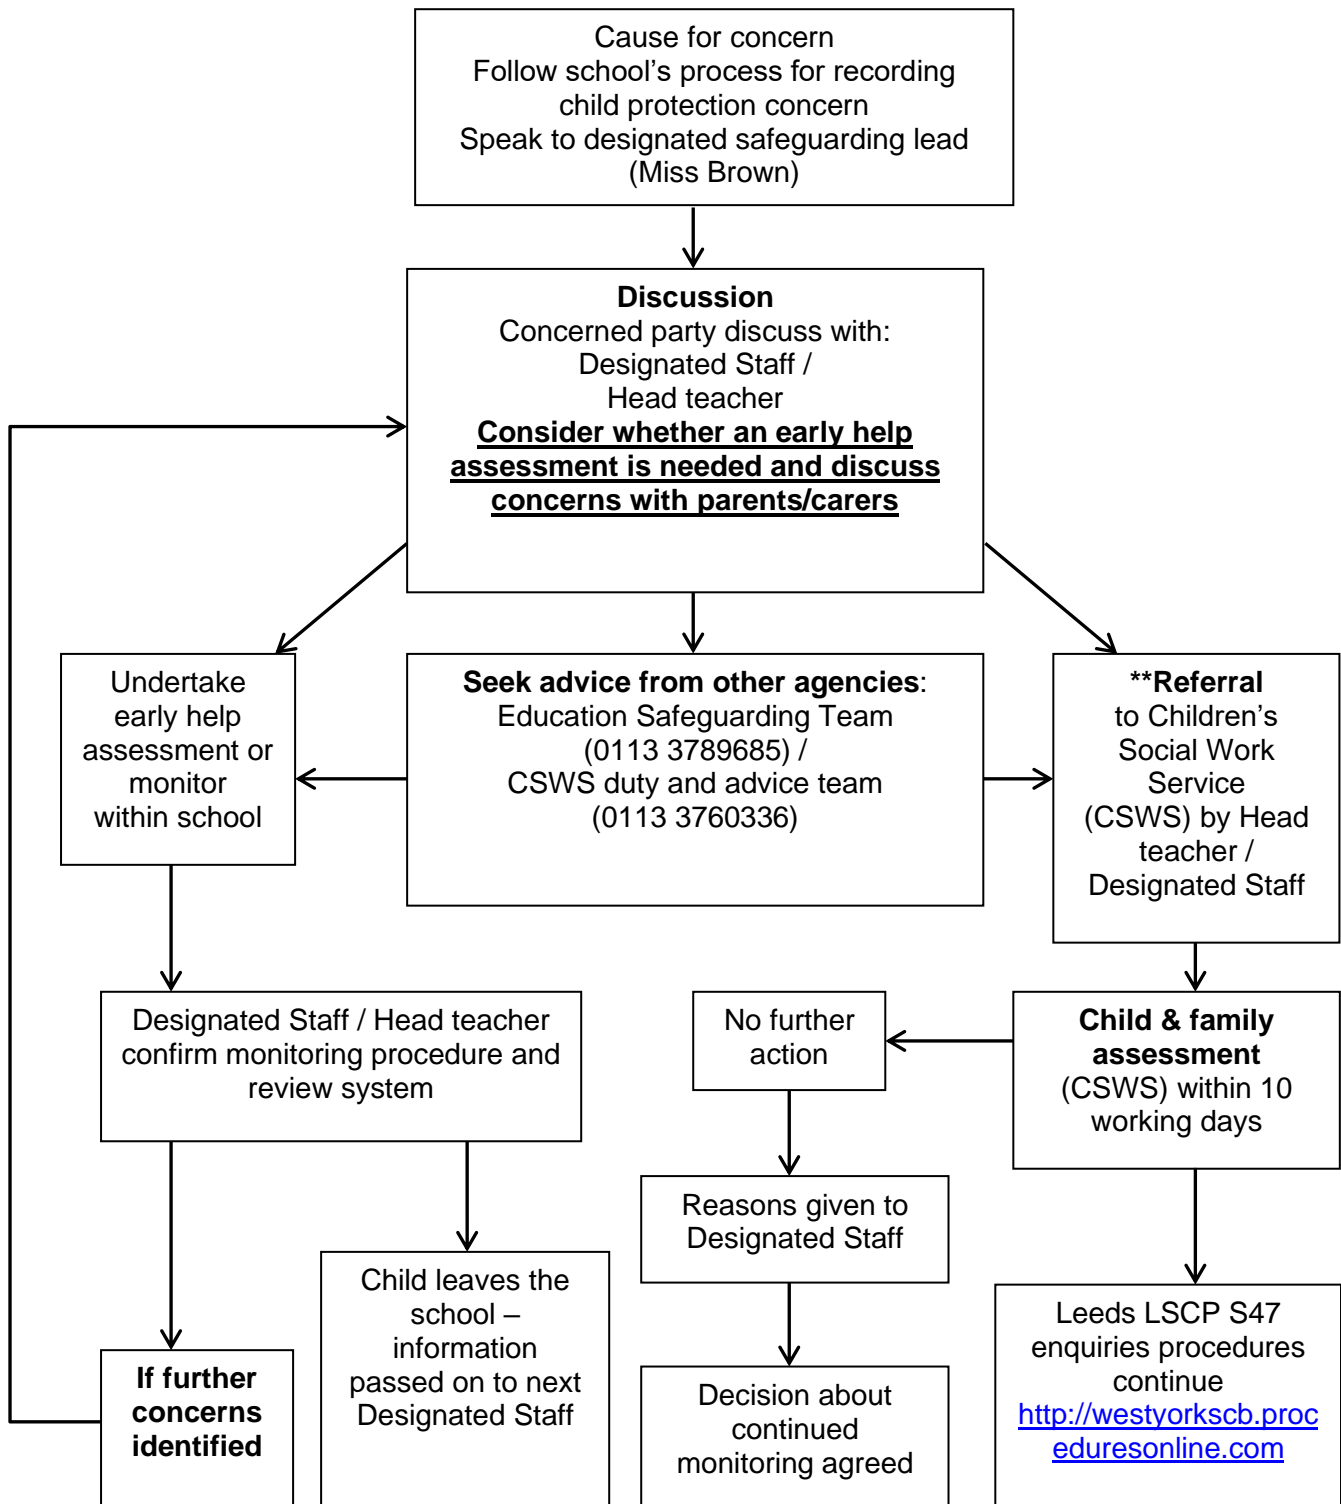 Cause for concern
Follow school's process for recording
child protection concern
Speak to designated safeguarding lead
(Miss Brown)
Discussion
Concerned party discuss with:
Designated Staff /
Head teacher
Consider whether an early help
assessment is needed and discuss
concerns with parents/carers
Undertake
early help
assessment or
monitor
within school
Seek advice from other agencies:
Education Safeguarding Team
(0113 3789685) /
CSWS duty and advice team
(0113 3760336)
**Referral
to Children's
Social Work
Service
(CSWS) by Head
teacher /
Designated Staff
Designated Staff / Head teacher
confirm monitoring procedure and
review system
No further
action
Child & family
assessment
(CSWS) within 10
working days
Reasons given to
Designated Staff
Child leaves the
school –
information
passed on to next
Designated Staff
If further
concerns
identified
Decision about
continued
monitoring agreed
Leeds LSCP S47
enquiries procedures
continue
http://westyorkscb.proc
eduresonline.com